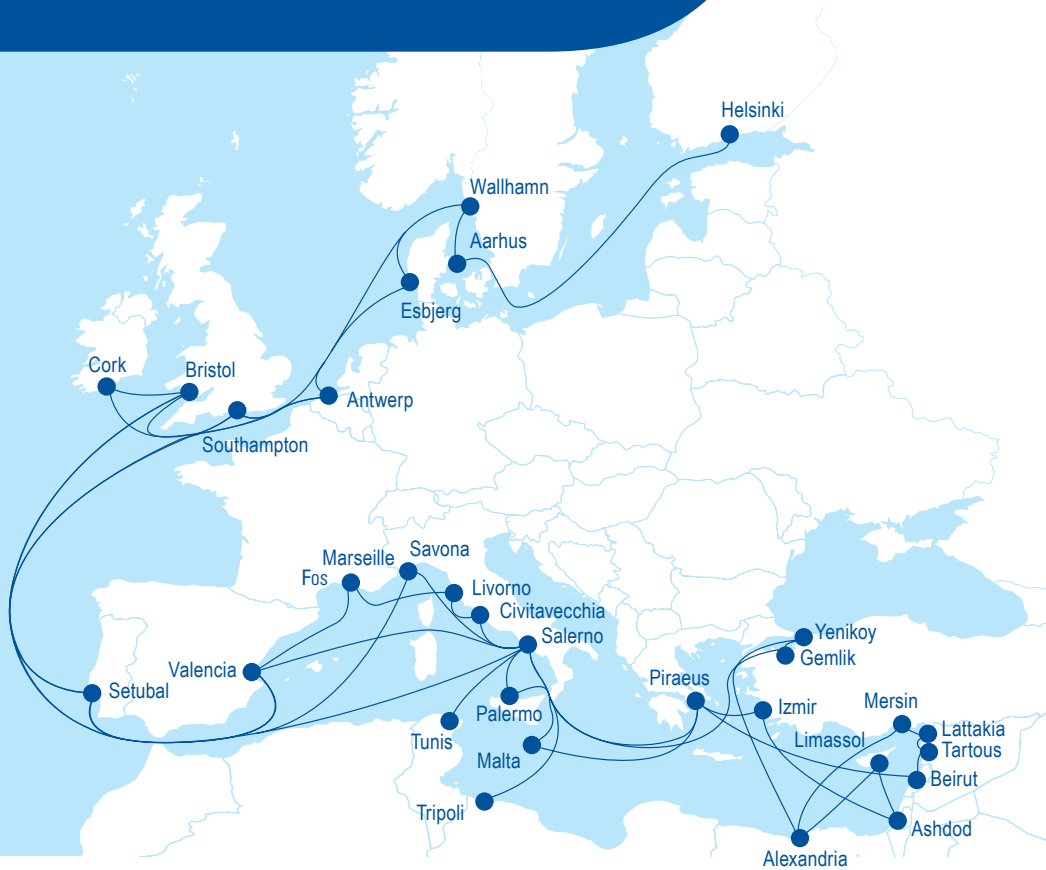 Helsinki
Wallhamn
Aarhus
Esbjerg
Cork
Bristol
Antwerp
Southampton
Savona
Marseille
Fos
Livorno
Civitavecchia
Salerno
Yenikoy
Gemlik
Valencia
Piraeus
Setubal
Mersin
Izmir
Palermo
Lattakia
Limassol
Tunis
Tartous
Malta
Beirut
Tripoli
Ashdod
Alexandria